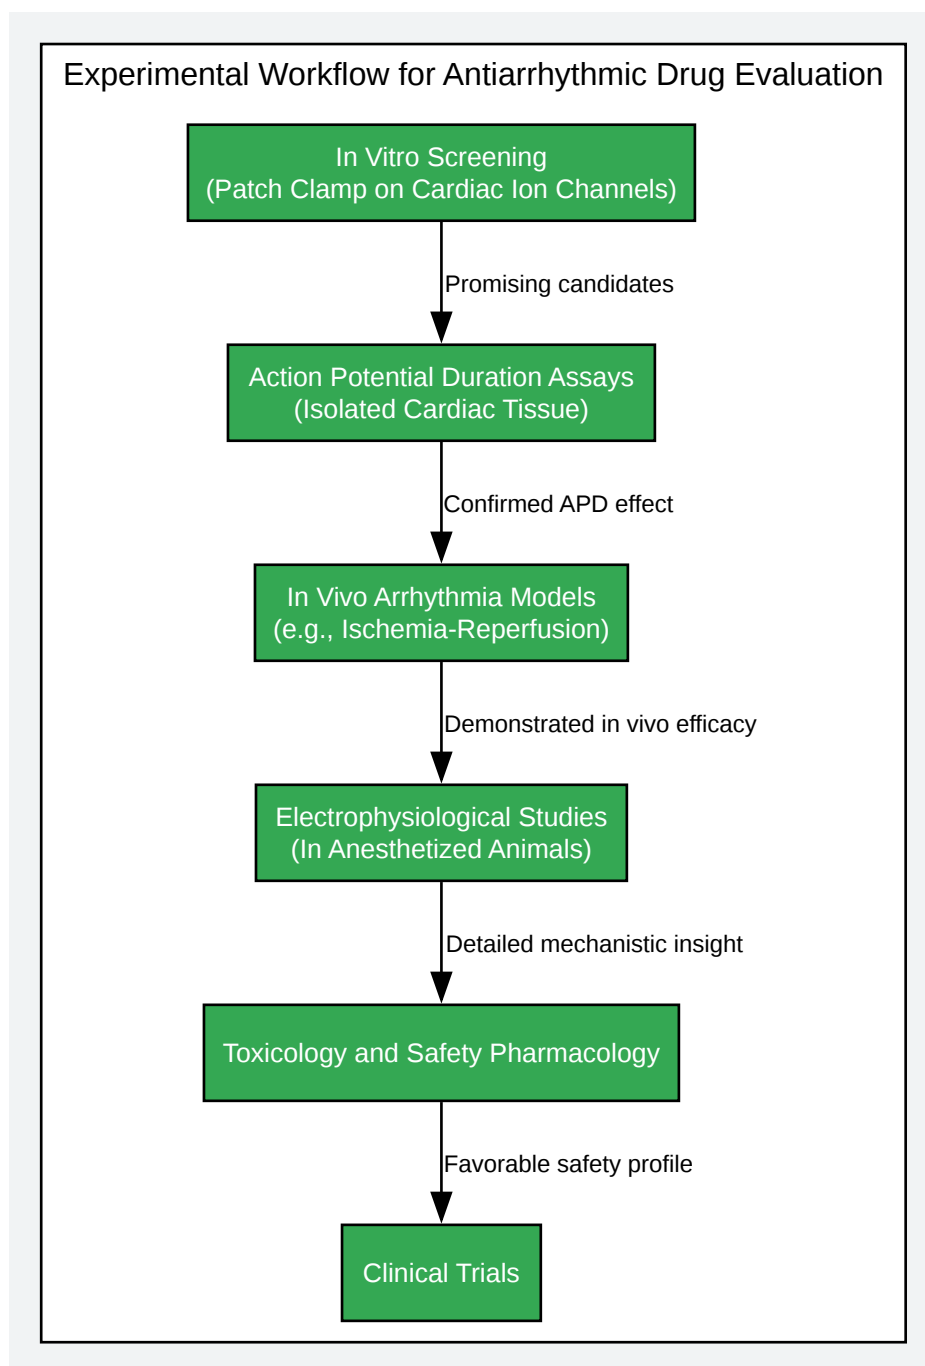 Experimental Workflow for Antiarrhythmic Drug Evaluation
In Vitro Screening
(Patch Clamp on Cardiac Ion Channels)
Promising candidates
Action Potential Duration Assays
(Isolated Cardiac Tissue)
Confirmed APD effect
In Vivo Arrhythmia Models
(e.g., Ischemia-Reperfusion)
Demonstrated in vivo efficacy
Electrophysiological Studies
(In Anesthetized Animals)
Detailed mechanistic insight
Toxicology and Safety Pharmacology
Favorable safety profile
Clinical Trials